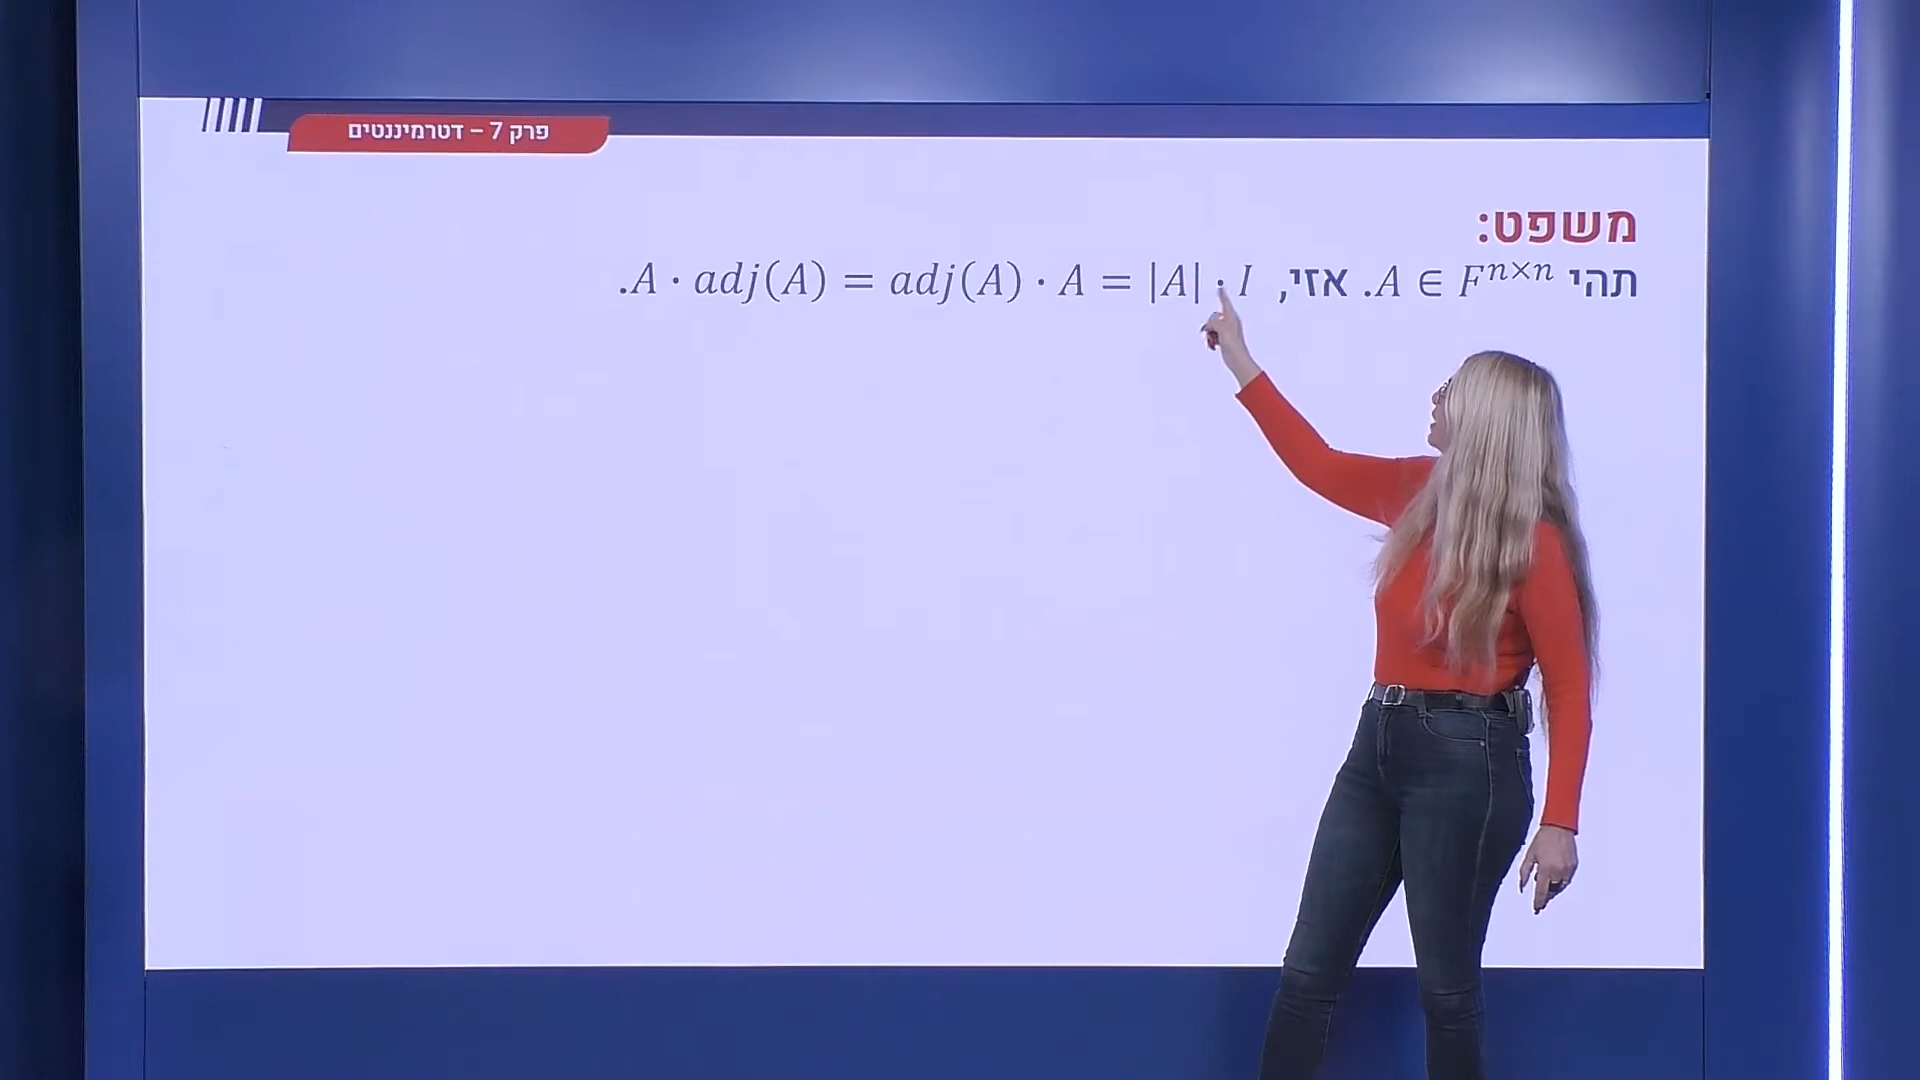 פרק 7 – דטרמיננטים
משפט:
תהי A ∈ F^{n×n}. אזי, A · adj(A) = adj(A) · A = |A| · I.